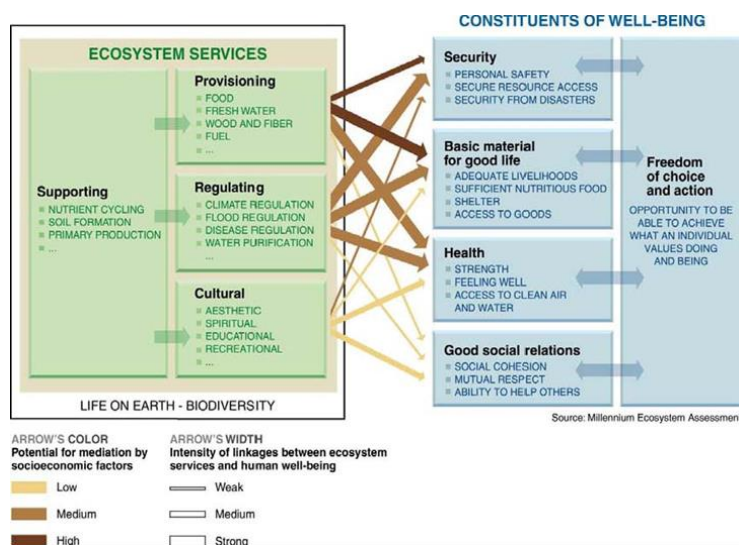 CONSTITUENTS OF WELL-BEING
ECOSYSTEM SERVICES
Supporting
NUTRIENT CYCLING
SOIL FORMATION
PRIMARY PRODUCTION
...
Provisioning
FOOD
FRESH WATER
WOOD AND FIBER
FUEL
...
Regulating
CLIMATE REGULATION
FLOOD REGULATION
DISEASE REGULATION
WATER PURIFICATION
...
Cultural
AESTHETIC
SPIRITUAL
EDUCATIONAL
RECREATIONAL
...
LIFE ON EARTH - BIODIVERSITY
Security
PERSONAL SAFETY
SECURE RESOURCE ACCESS
SECURITY FROM DISASTERS
Basic material
for good life
ADEQUATE LIVELIHOODS
SUFFICIENT NUTRITIOUS FOOD
SHELTER
ACCESS TO GOODS
Health
STRENGTH
FEELING WELL
ACCESS TO CLEAN AIR
AND WATER
Good social relations
SOCIAL COHESION
MUTUAL RESPECT
ABILITY TO HELP OTHERS
Freedom
of choice
and action
OPPORTUNITY TO BE
ABLE TO ACHIEVE
WHAT AN INDIVIDUAL
VALUES DOING
AND BEING
Source: Millennium Ecosystem Assessmen
ARROW'S COLOR
Potential for mediation by
socioeconomic factors
Low
Medium
High
ARROW'S WIDTH
Intensity of linkages between ecosystem
services and human well-being
Weak
Medium
Strong